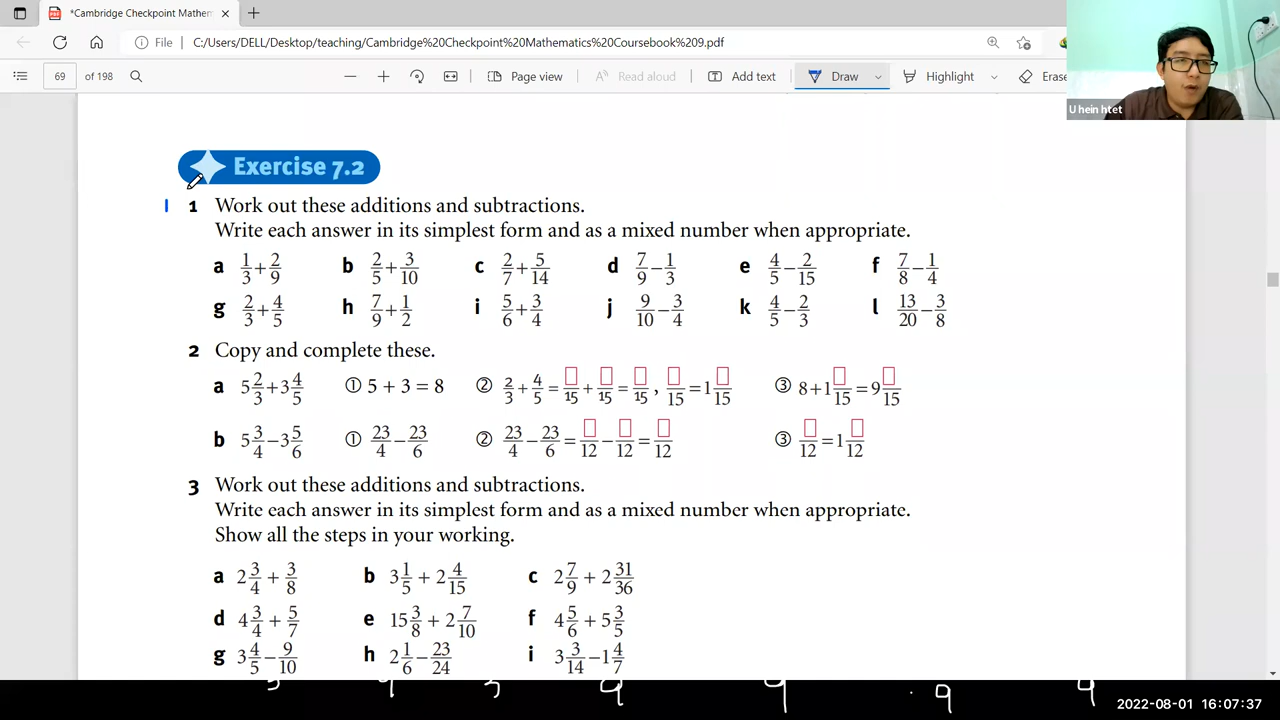 *Cambridge Checkpoint Mathem
File C:/Users/DELL/Desktop/teaching/Cambridge%20Checkpoint%20Mathematics%20Coursebook%209.pdf
69 of 198 Page view Read aloud Add text Draw Highlight Erase
U hein htet
Exercise 7.2
1 Work out these additions and subtractions.
Write each answer in its simplest form and as a mixed number when appropriate.
a 1/3 + 2/9 b 2/5 + 3/10 c 2/7 + 5/14 d 7/9 − 1/3 e 4/5 − 2/15 f 7/8 − 1/4
g 2/3 + 4/5 h 7/9 + 1/2 i 5/6 + 3/4 j 9/10 − 3/4 k 4/5 − 2/3 l 13/20 − 3/8
2 Copy and complete these.
a 5 2/3 + 3 4/5 ① 5 + 3 = 8 ② 2/3 + 4/5 = □/15 + □/15 = □/15 , □/15 = 1 □/15 ③ 8 + 1 □/15 = 9 □/15
b 5 3/4 − 3 5/6 ① 23/4 − 23/6 ② 23/4 − 23/6 = □/12 − □/12 = □/12 ③ □/12 = 1 □/12
3 Work out these additions and subtractions.
Write each answer in its simplest form and as a mixed number when appropriate.
Show all the steps in your working.
a 2 3/4 + 3/8 b 3 1/5 + 2 4/15 c 2 7/9 + 2 31/36
d 4 3/4 + 5/7 e 15 3/8 + 2 7/10 f 4 5/6 + 5 3/5
g 3 4/5 − 9/10 h 2 1/6 − 23/24 i 3 3/14 − 1 4/7
2022-08-01 16:07:37